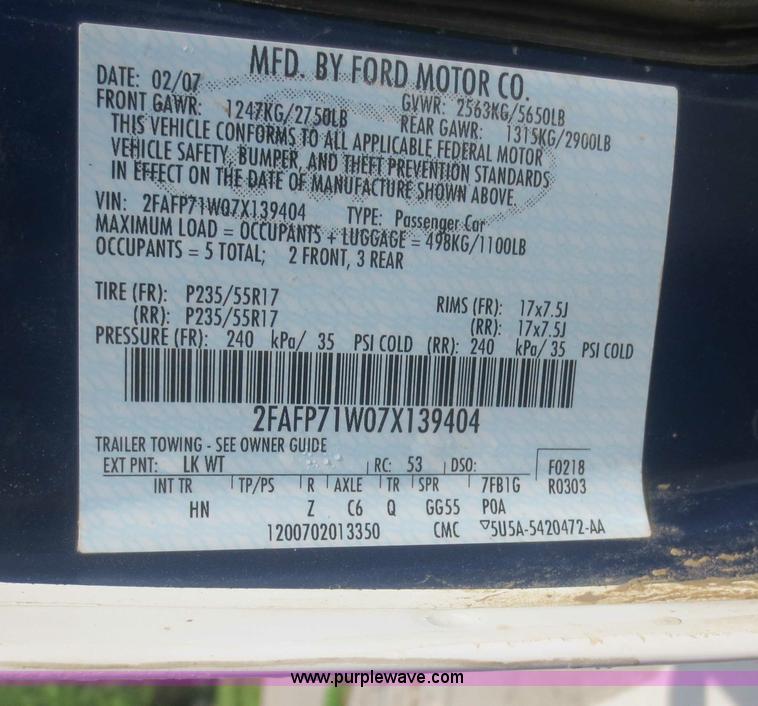 MFD. BY FORD MOTOR CO.
DATE: 02/07 GVWR: 2563KG/5650LB
FRONT GAWR: 1247KG/2750LB REAR GAWR: 1315KG/2900LB
THIS VEHICLE CONFORMS TO ALL APPLICABLE FEDERAL MOTOR
VEHICLE SAFETY, BUMPER, AND THEFT PREVENTION STANDARDS
IN EFFECT ON THE DATE OF MANUFACTURE SHOWN ABOVE.
VIN: 2FAFP71W07X139404 TYPE: Passenger Car
MAXIMUM LOAD = OCCUPANTS + LUGGAGE = 498KG/1100LB
OCCUPANTS = 5 TOTAL; 2 FRONT, 3 REAR
TIRE (FR): P235/55R17 RIMS (FR): 17x7.5J
(RR): P235/55R17 (RR): 17x7.5J
PRESSURE (FR): 240 kPa/ 35 PSI COLD (RR): 240 kPa/ 35 PSI COLD
2FAFP71W07X139404
TRAILER TOWING - SEE OWNER GUIDE
EXT PNT: LK WT RC: 53 DSO: F0218
INT TR TP/PS R AXLE TR SPR 7FB1G R0303
HN Z C6 Q GG55 POA
1200702013350 CMC ▽5U5A-5420472-AA
www.purplewave.com